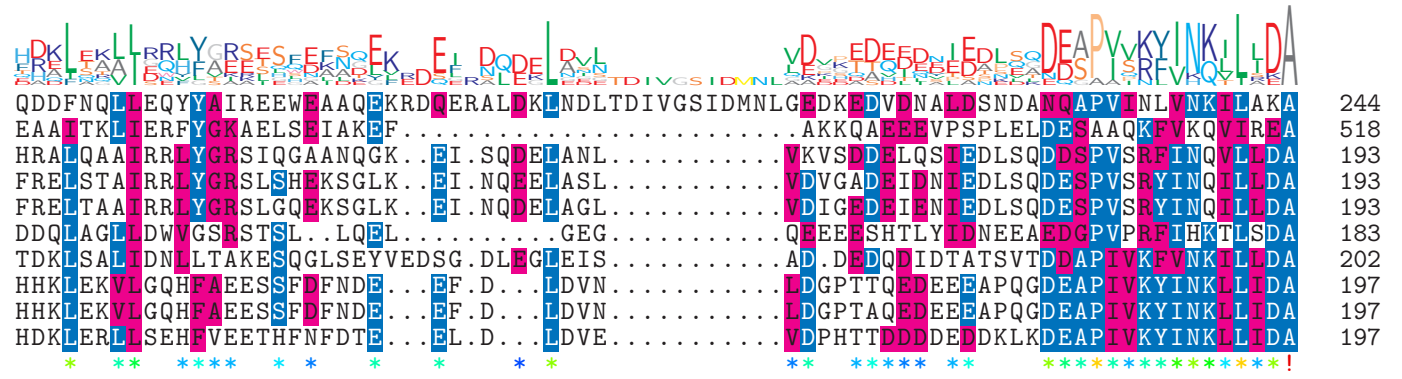 QDDFNQLLEQYYAIREEWEAAQEKRDQERALDKLNDLTDIVGSIDMNLGEDKEDVDNALDSNDANQAPVINLVNKILAKA 244
EAAITKLIERFYGKAELSEIAKEF.........................AKKQAEEEVPSPLELDESAAQKFVKQVIREA 518
HRALQAAIRRLYGRSIQGAANQGK..EI.SQDELANL...........VKVSDDELQSIEDLSQDDSPVSRFINQVLLDA 193
FRELSTAIRRLYGRSLSHEKSGLK..EI.NQEELASL...........VDVGADEIDNIEDLSQDESPVSRYINQILLDA 193
FRELTAAIRRLYGRSLGQEKSGLK..EI.NQDELAGL...........VDIGEDEIENIEDLSQDESPVSRYINQILLDA 193
DDQLAGLLDWVGSRSTSL..LQEL..........GEG...........QEEEESHTLYIDNEEAEDGPVPRFIHKTLSDA 183
TDKLSALIDNLLTAKESQGLSEYVEDSG.DLEGLEIS...........AD.DEDQDIDTATSVTDDAPIVKFVNKILLDA 202
HHKLEKVLGQHFAEESSFDFNDE...EF.D...LDVN...........LDGPTTQEDEEEAPQGDEAPIVKYINKLLIDA 197
HHKLEKVLGQHFAEESSFDFNDE...EF.D...LDVN...........LDGPTAQEDEEEAPQGDEAPIVKYINKLLIDA 197
HDKLERLLSEHFVEETHFNFDTE...EL.D...LDVE...........VDPHTTDDDDDEDDKLKDEAPIVKYINKLLIDA 197